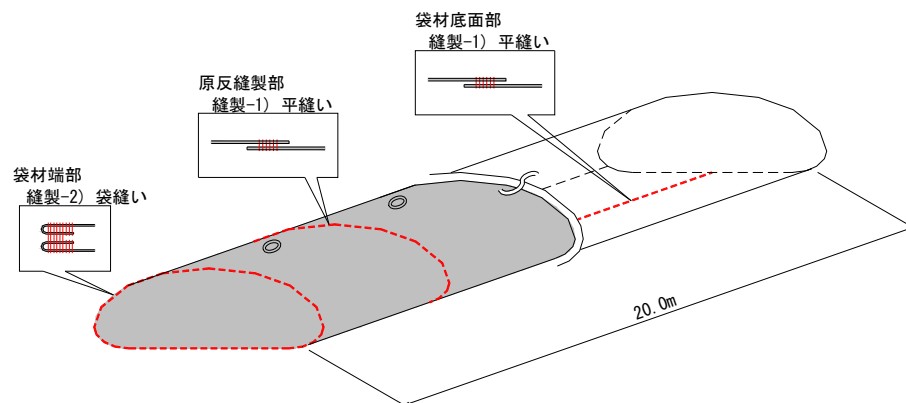 袋材底面部
縫製-1) 平縫い
原反縫製部
縫製-1) 平縫い
袋材端部
縫製-2) 袋縫い
20.0m